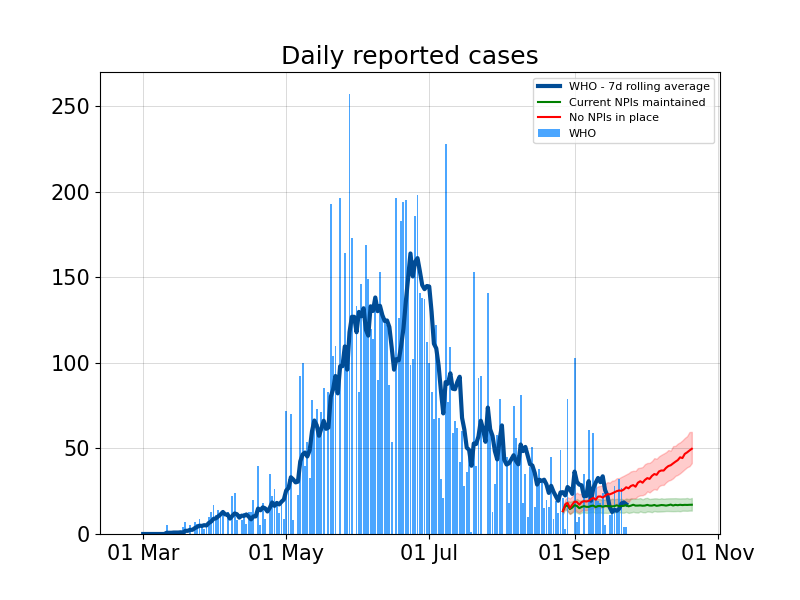 Daily reported cases
WHO - 7d rolling average
Current NPIs maintained
No NPIs in place
WHO
250
200
150
100
50
0
01 Mar
01 May
01 Jul
01 Sep
01 Nov